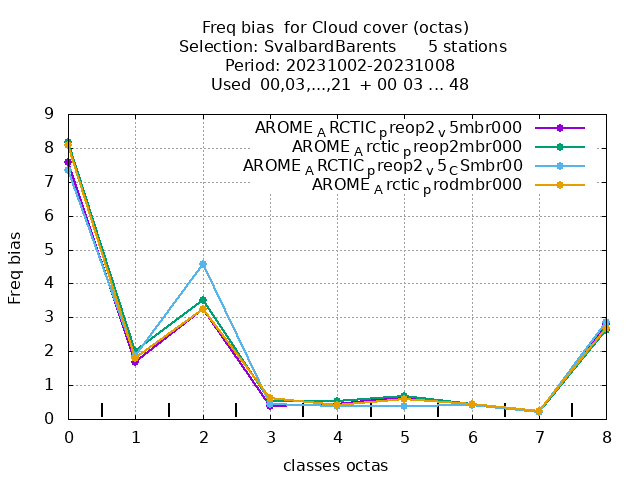 Freq bias  for Cloud cover (octas)
Selection: SvalbardBarents      5 stations
Period: 20231002-20231008
Used  00,03,...,21  + 00 03 ... 48
AROME_ARCTIC_preop2_v5mbr000
AROME_Arctic_preop2mbr000
AROME_ARCTIC_preop2_v5_CSmbr00
AROME_Arctic_prodmbr000
9
8
7
6
5
4
3
2
1
0
Freq bias
0 1 2 3 4 5 6 7 8
classes octas